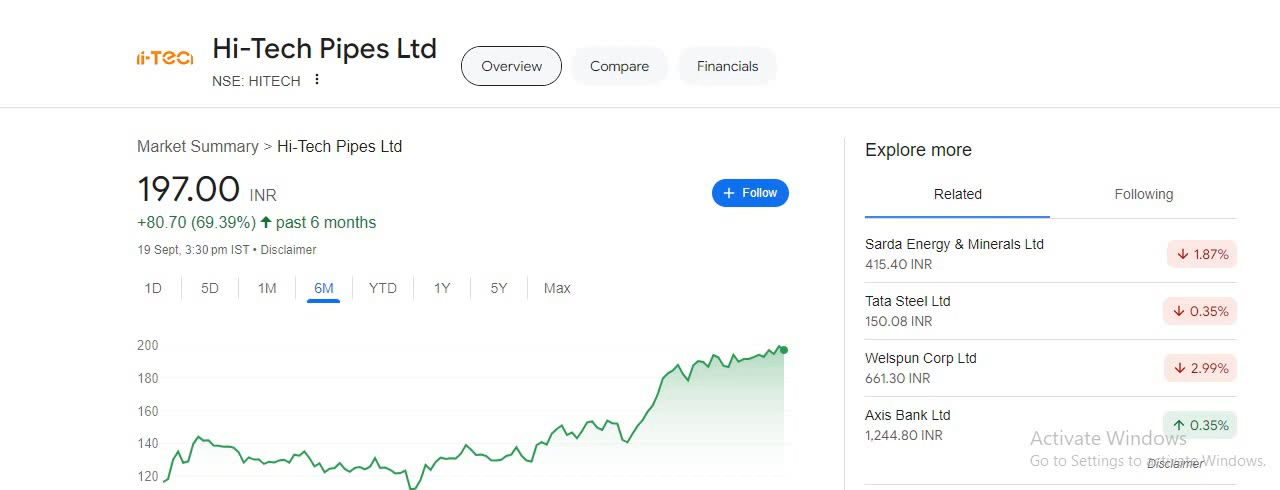 Hi-Tech Pipes Ltd
NSE: HITECH
Overview
Compare
Financials
Market Summary > Hi-Tech Pipes Ltd
197.00 INR
+80.70 (69.39%) ↑ past 6 months
19 Sept, 3:30 pm IST • Disclaimer
+ Follow
1D
5D
1M
6M
YTD
1Y
5Y
Max
200
180
160
140
120
Explore more
Related
Following
Sarda Energy & Minerals Ltd
415.40 INR
↓ 1.87%
Tata Steel Ltd
150.08 INR
↓ 0.35%
Welspun Corp Ltd
661.30 INR
↓ 2.99%
Axis Bank Ltd
1,244.80 INR
↑ 0.35%
Disclaimer
Activate Windows
Go to Settings to activate Windows.